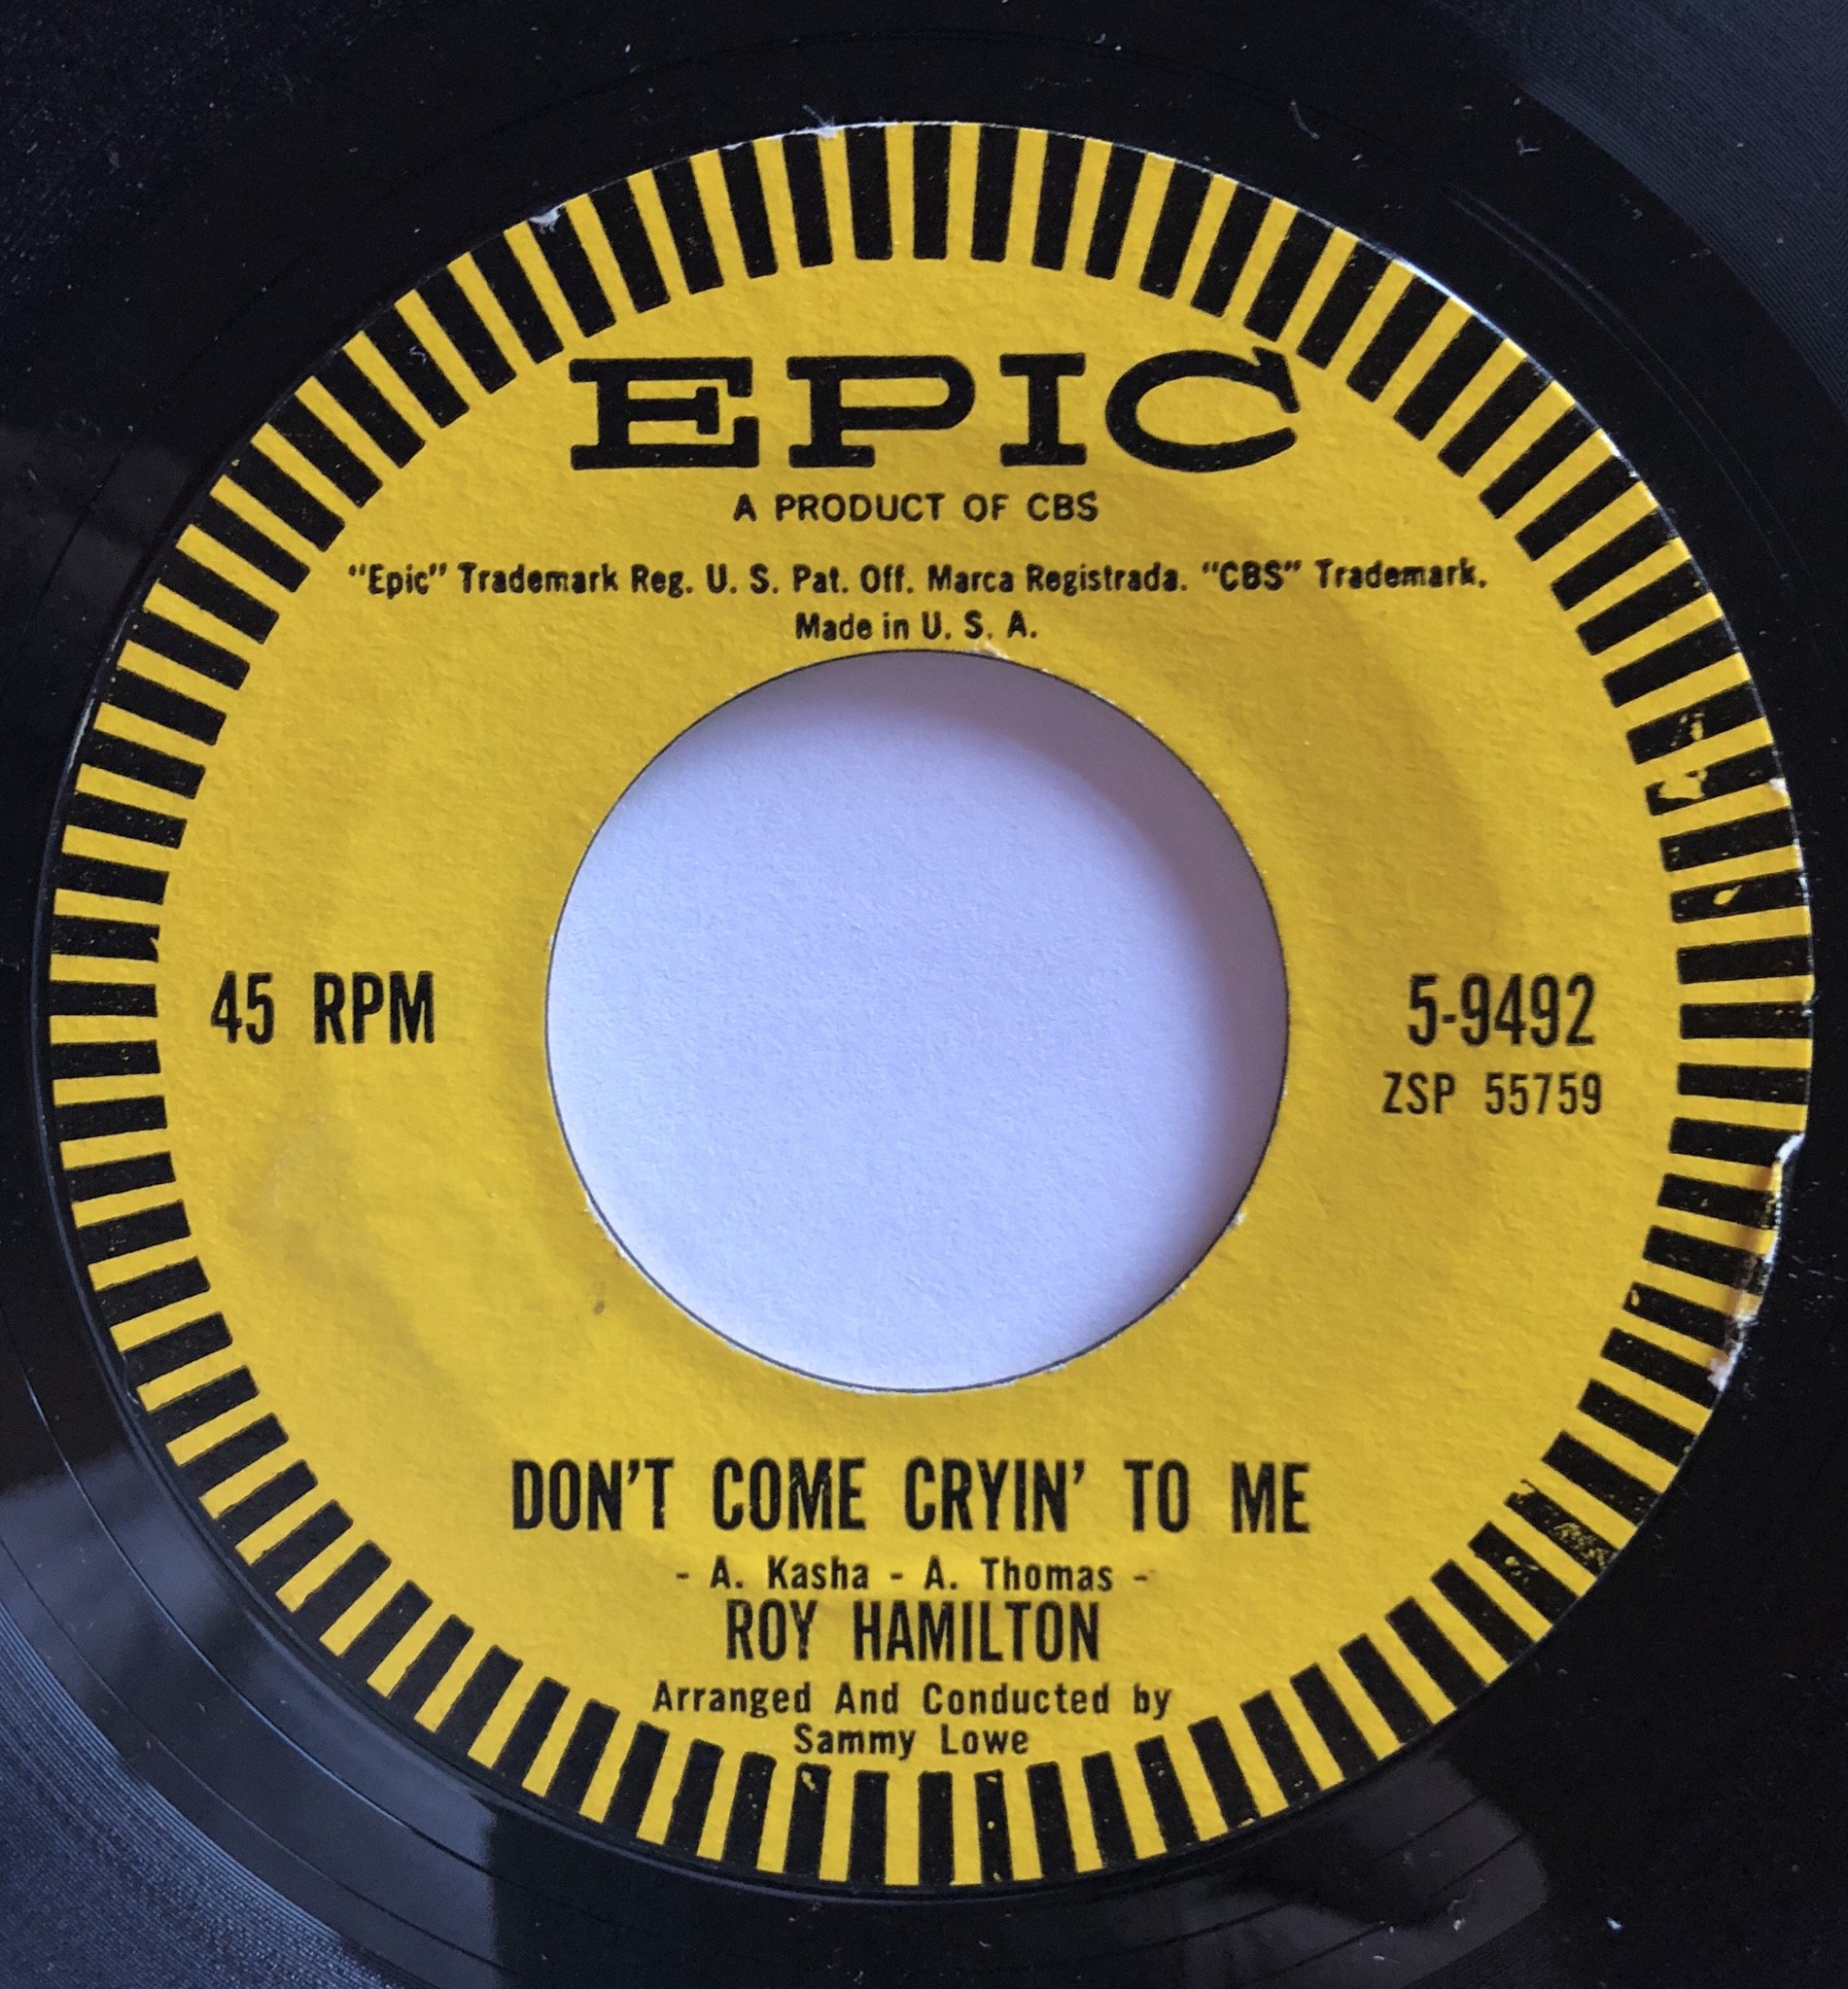 EPIC
A PRODUCT OF CBS
"Epic" Trademark Reg. U. S. Pat. Off. Marca Registrada. "CBS" Trademark.
Made in U. S. A.
45 RPM
5-9492
ZSP 55759
DON'T COME CRYIN' TO ME
- A. Kasha - A. Thomas -
ROY HAMILTON
Arranged And Conducted by
Sammy Lowe